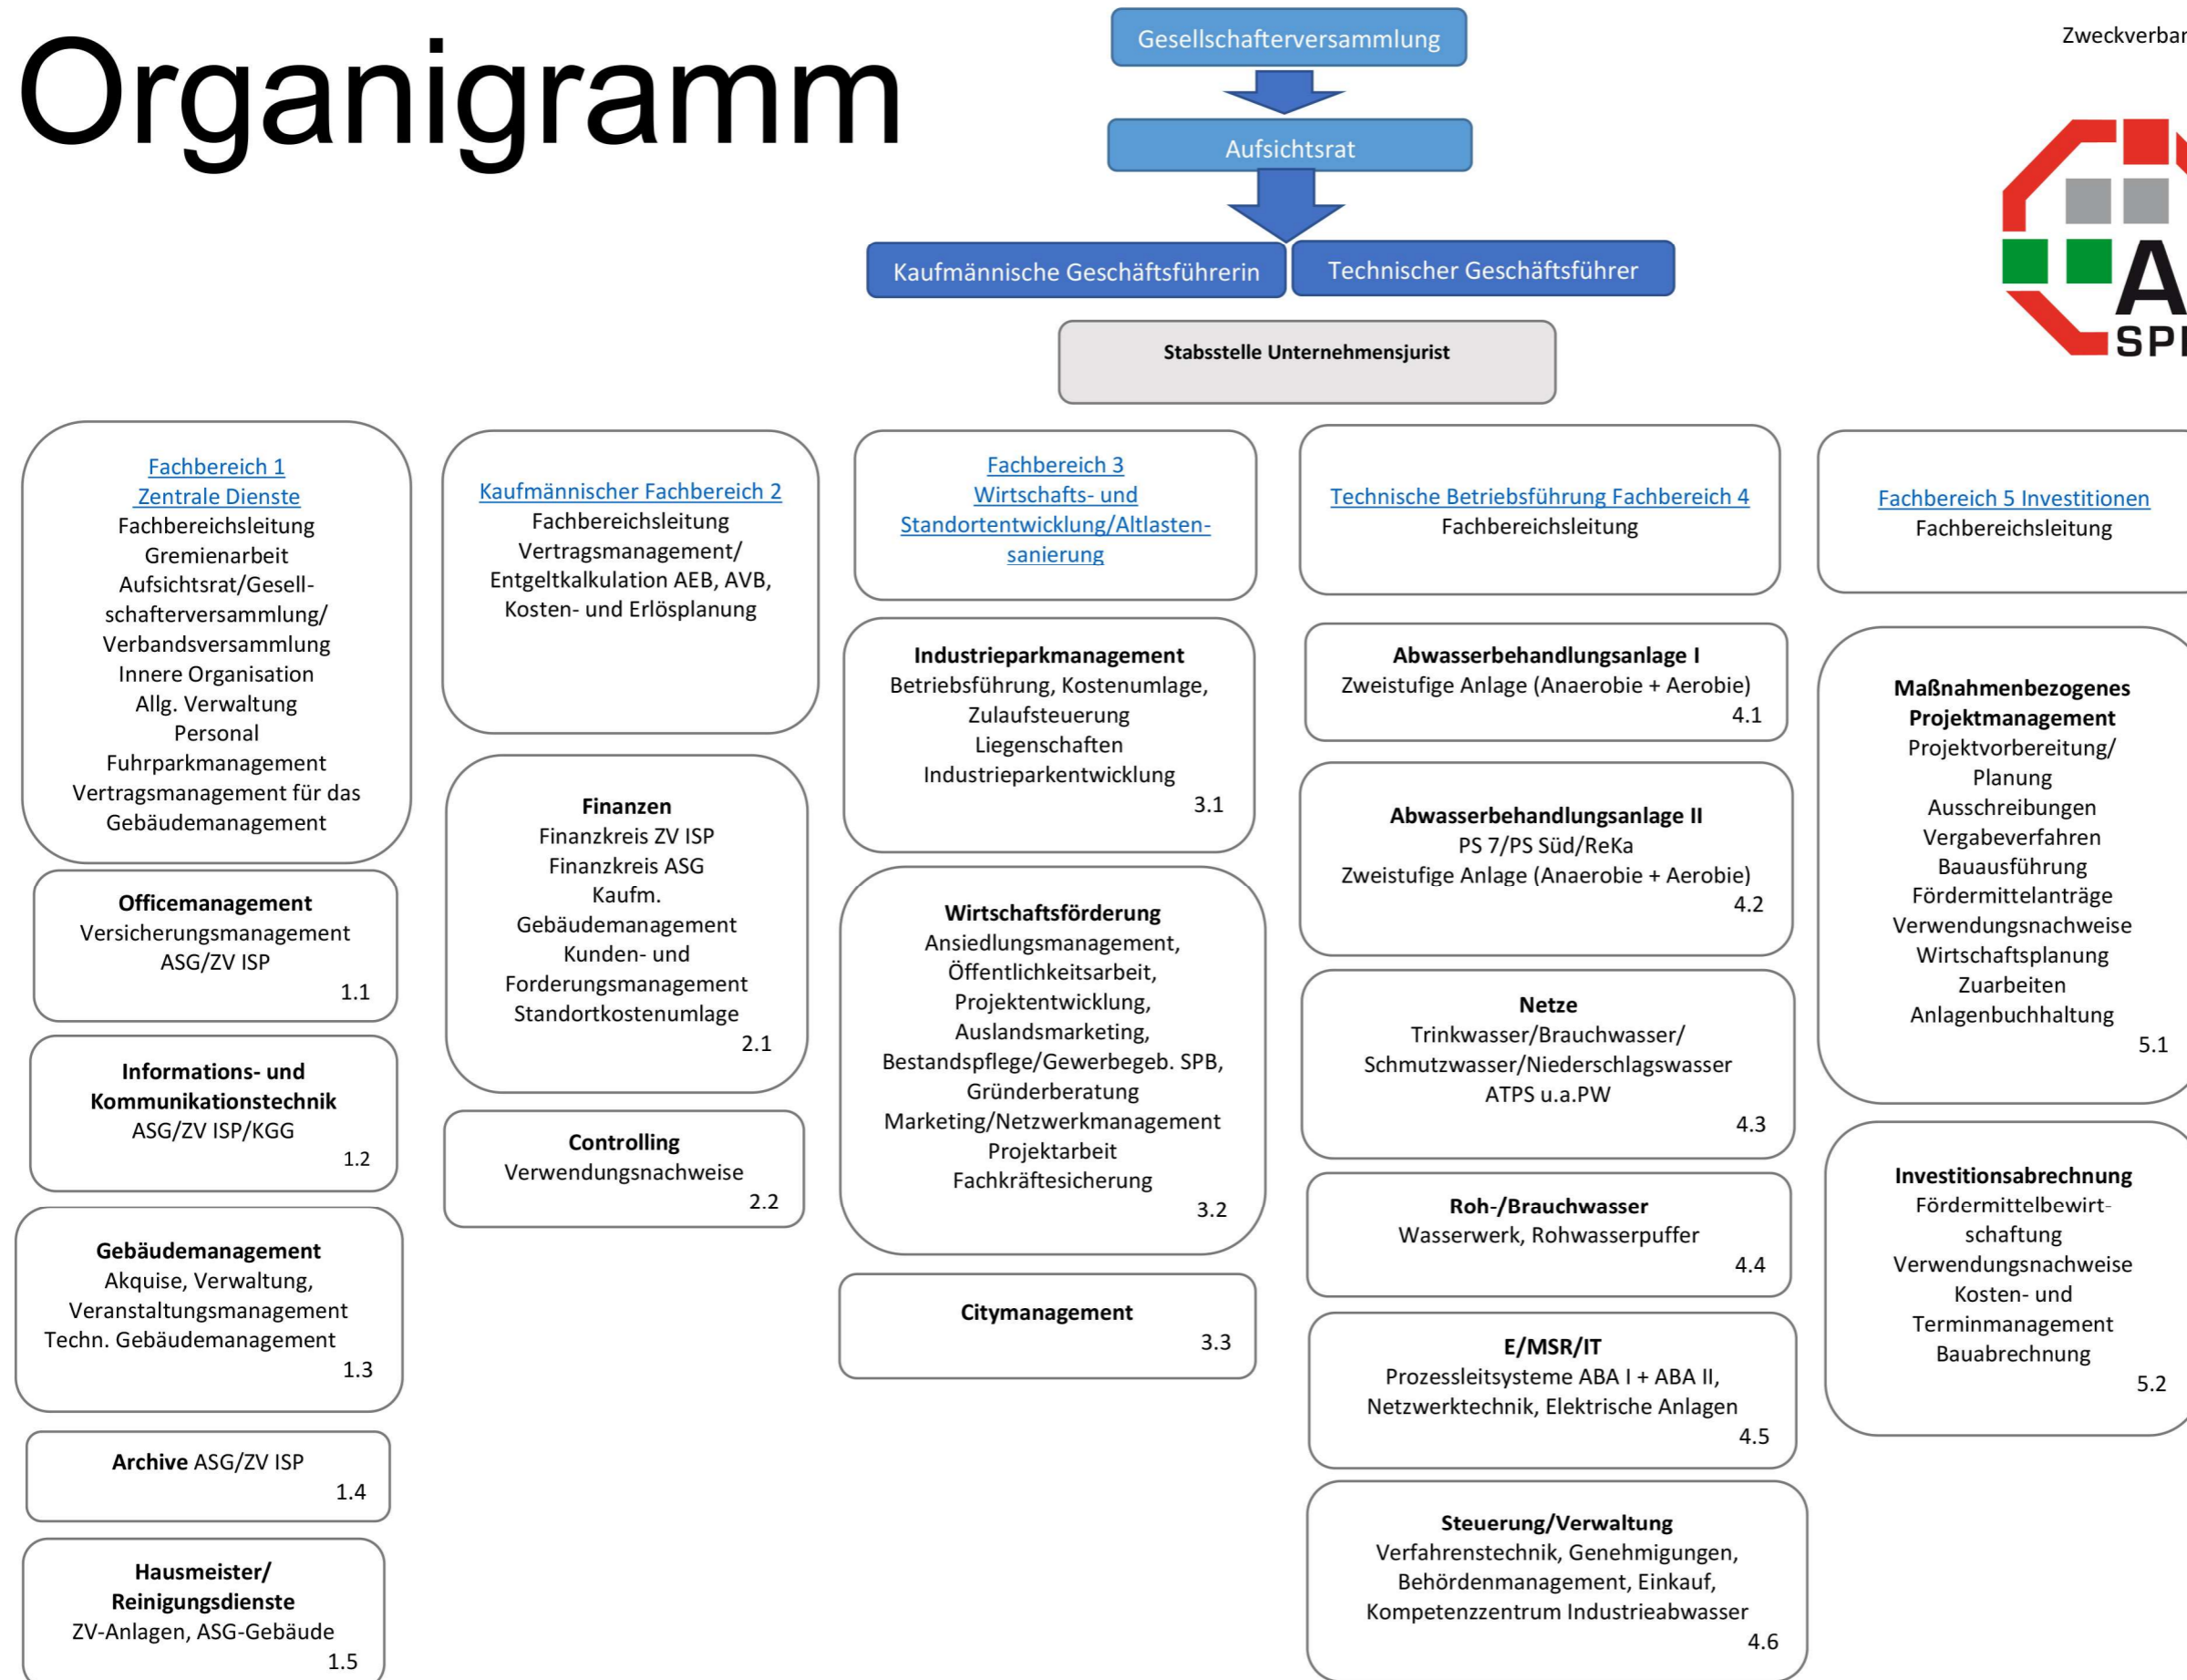 Organigramm
Gesellschafterversammlung
Aufsichtsrat
Kaufmännische Geschäftsführerin
Technischer Geschäftsführer
Stabsstelle Unternehmensjurist
Fachbereich 1
Zentrale Dienste
Fachbereichsleitung
Gremienarbeit
Aufsichtsrat/Gesell-
schafterversammlung/
Verbandsversammlung
Innere Organisation
Allg. Verwaltung
Personal
Fuhrparkmanagement
Vertragsmanagement für das
Gebäudemanagement
Officemanagement
Versicherungsmanagement
ASG/ZV ISP
1.1
Informations- und
Kommunikationstechnik
ASG/ZV ISP/KGG
1.2
Gebäudemanagement
Akquise, Verwaltung,
Veranstaltungsmanagement
Techn. Gebäudemanagement
1.3
Archive ASG/ZV ISP
1.4
Hausmeister/
Reinigungsdienste
ZV-Anlagen, ASG-Gebäude
1.5
Kaufmännischer Fachbereich 2
Fachbereichsleitung
Vertragsmanagement/
Entgeltkalkulation AEB, AVB,
Kosten- und Erlösplanung
Finanzen
Finanzkreis ZV ISP
Finanzkreis ASG
Kaufm.
Gebäudemanagement
Kunden- und
Forderungsmanagement
Standortkostenumlage
2.1
Controlling
Verwendungsnachweise
2.2
Fachbereich 3
Wirtschafts- und
Standortentwicklung/Altlasten-
sanierung
Industrieparkmanagement
Betriebsführung, Kostenumlage,
Zulaufsteuerung
Liegenschaften
Industrieparkentwicklung
3.1
Wirtschaftsförderung
Ansiedlungsmanagement,
Öffentlichkeitsarbeit,
Projektentwicklung,
Auslandsmarketing,
Bestandspflege/Gewerbegeb. SPB,
Gründerberatung
Marketing/Netzwerkmanagement
Projektarbeit
Fachkräftesicherung
3.2
Citymanagement
3.3
Technische Betriebsführung Fachbereich 4
Fachbereichsleitung
Abwasserbehandlungsanlage I
Zweistufige Anlage (Anaerobie + Aerobie)
4.1
Abwasserbehandlungsanlage II
PS 7/PS Süd/ReKa
Zweistufige Anlage (Anaerobie + Aerobie)
4.2
Netze
Trinkwasser/Brauchwasser/
Schmutzwasser/Niederschlagswasser
ATPS u.a.PW
4.3
Roh-/Brauchwasser
Wasserwerk, Rohwasserpuffer
4.4
E/MSR/IT
Prozessleitsysteme ABA I + ABA II,
Netzwerktechnik, Elektrische Anlagen
4.5
Steuerung/Verwaltung
Verfahrenstechnik, Genehmigungen,
Behördenmanagement, Einkauf,
Kompetenzzentrum Industrieabwasser
4.6
Fachbereich 5 Investitionen
Fachbereichsleitung
Maßnahmenbezogenes
Projektmanagement
Projektvorbereitung/
Planung
Ausschreibungen
Vergabeverfahren
Bauausführung
Fördermittelanträge
Verwendungsnachweise
Wirtschaftsplanung
Zuarbeiten
Anlagenbuchhaltung
5.1
Investitionsabrechnung
Fördermittelbewirt-
schaftung
Verwendungsnachweise
Kosten- und
Terminmanagement
Bauabrechnung
5.2